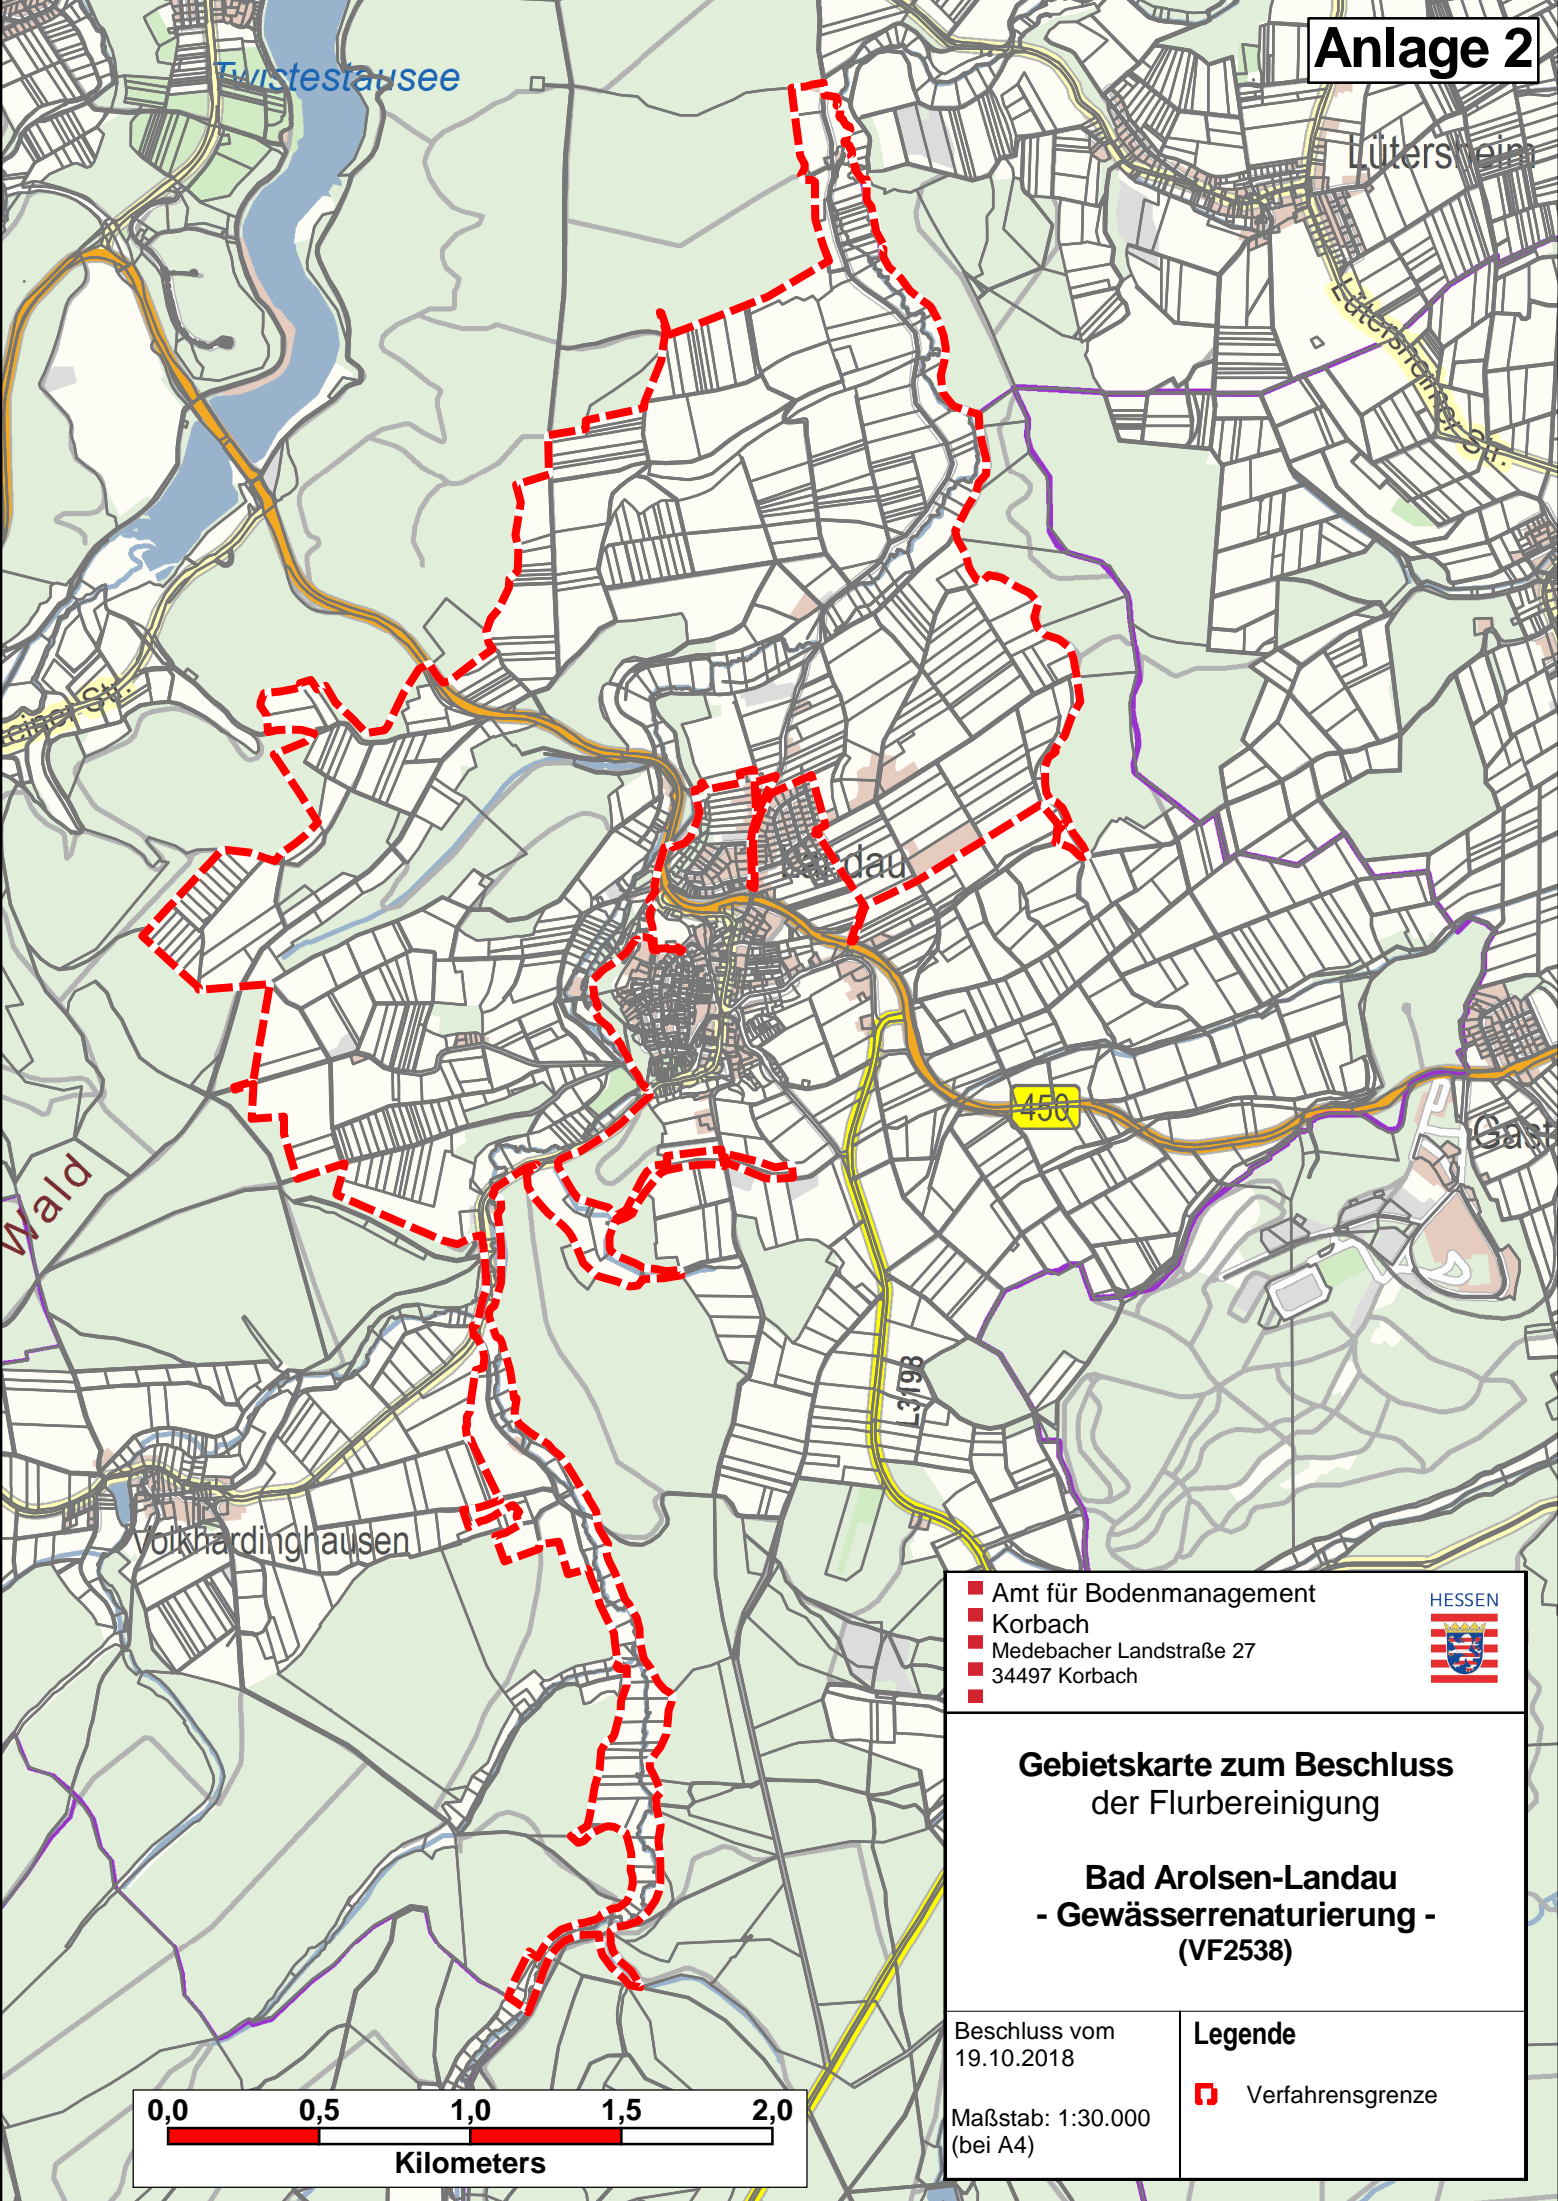 Anlage 2
Twistestausee
Lütersheim
Lütersheimer Str.
Landau
450
Wald
L3198
Volkhardinghausen
Amt für Bodenmanagement
Korbach
Medebacher Landstraße 27
34497 Korbach
HESSEN
Gebietskarte zum Beschluss
der Flurbereinigung
Bad Arolsen-Landau
- Gewässerrenaturierung -
(VF2538)
Beschluss vom
19.10.2018
Maßstab: 1:30.000
(bei A4)
Legende
Verfahrensgrenze
0,0 0,5 1,0 1,5 2,0
Kilometers